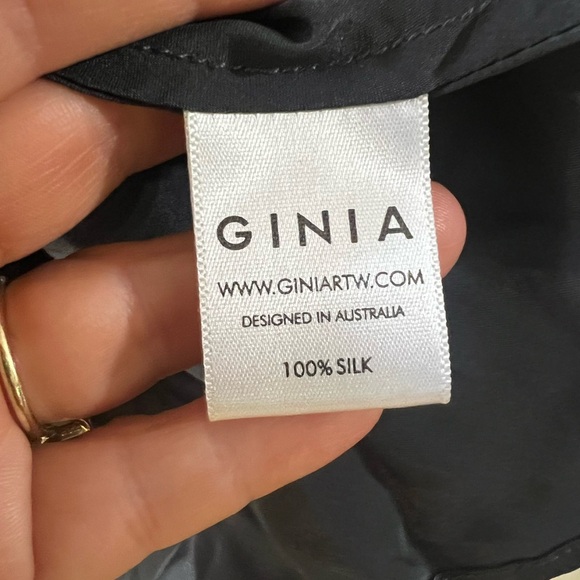 GINIA
WWW.GINIARTW.COM
DESIGNED IN AUSTRALIA
100% SILK